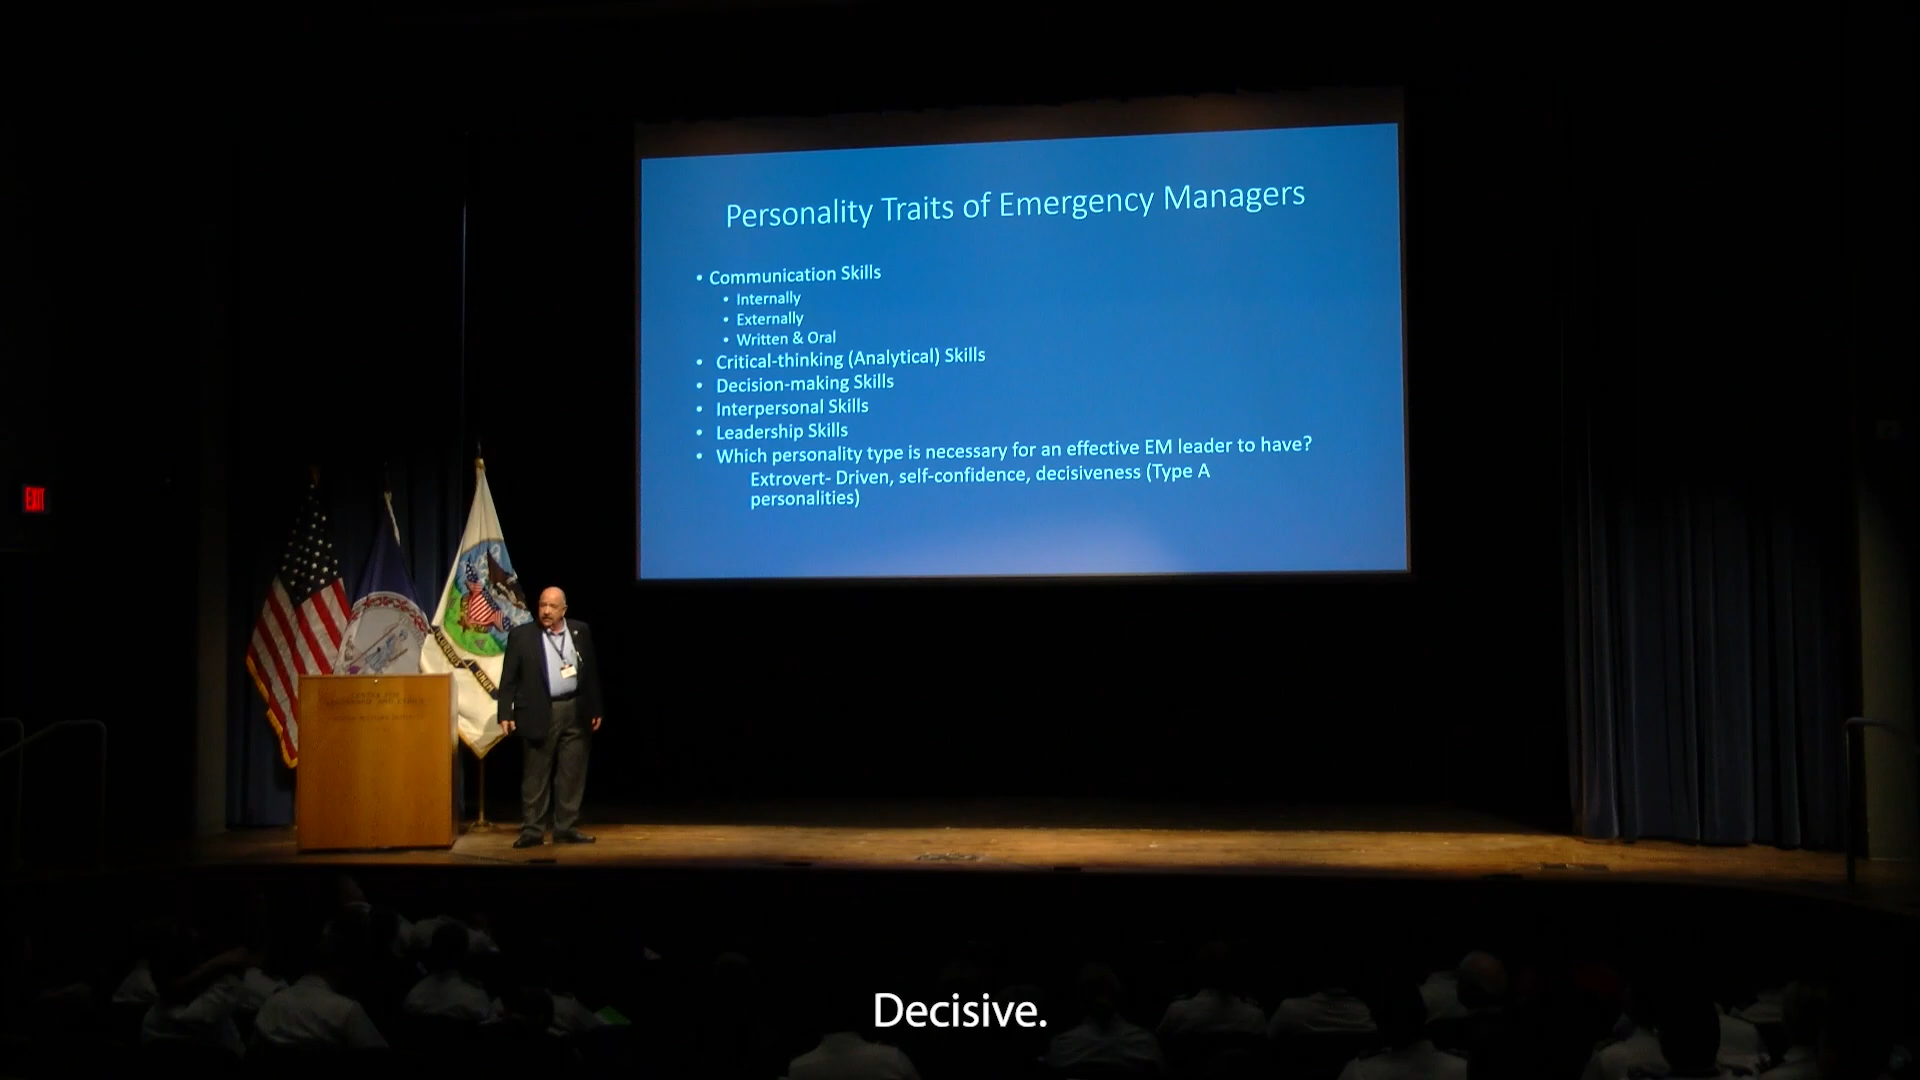 Personality Traits of Emergency Managers
• Communication Skills
• Internally
• Externally
• Written & Oral
• Critical-thinking (Analytical) Skills
• Decision-making Skills
• Interpersonal Skills
• Leadership Skills
• Which personality type is necessary for an effective EM leader to have?
Extrovert- Driven, self-confidence, decisiveness (Type A
personalities)
EXIT
UNUM
Decisive.